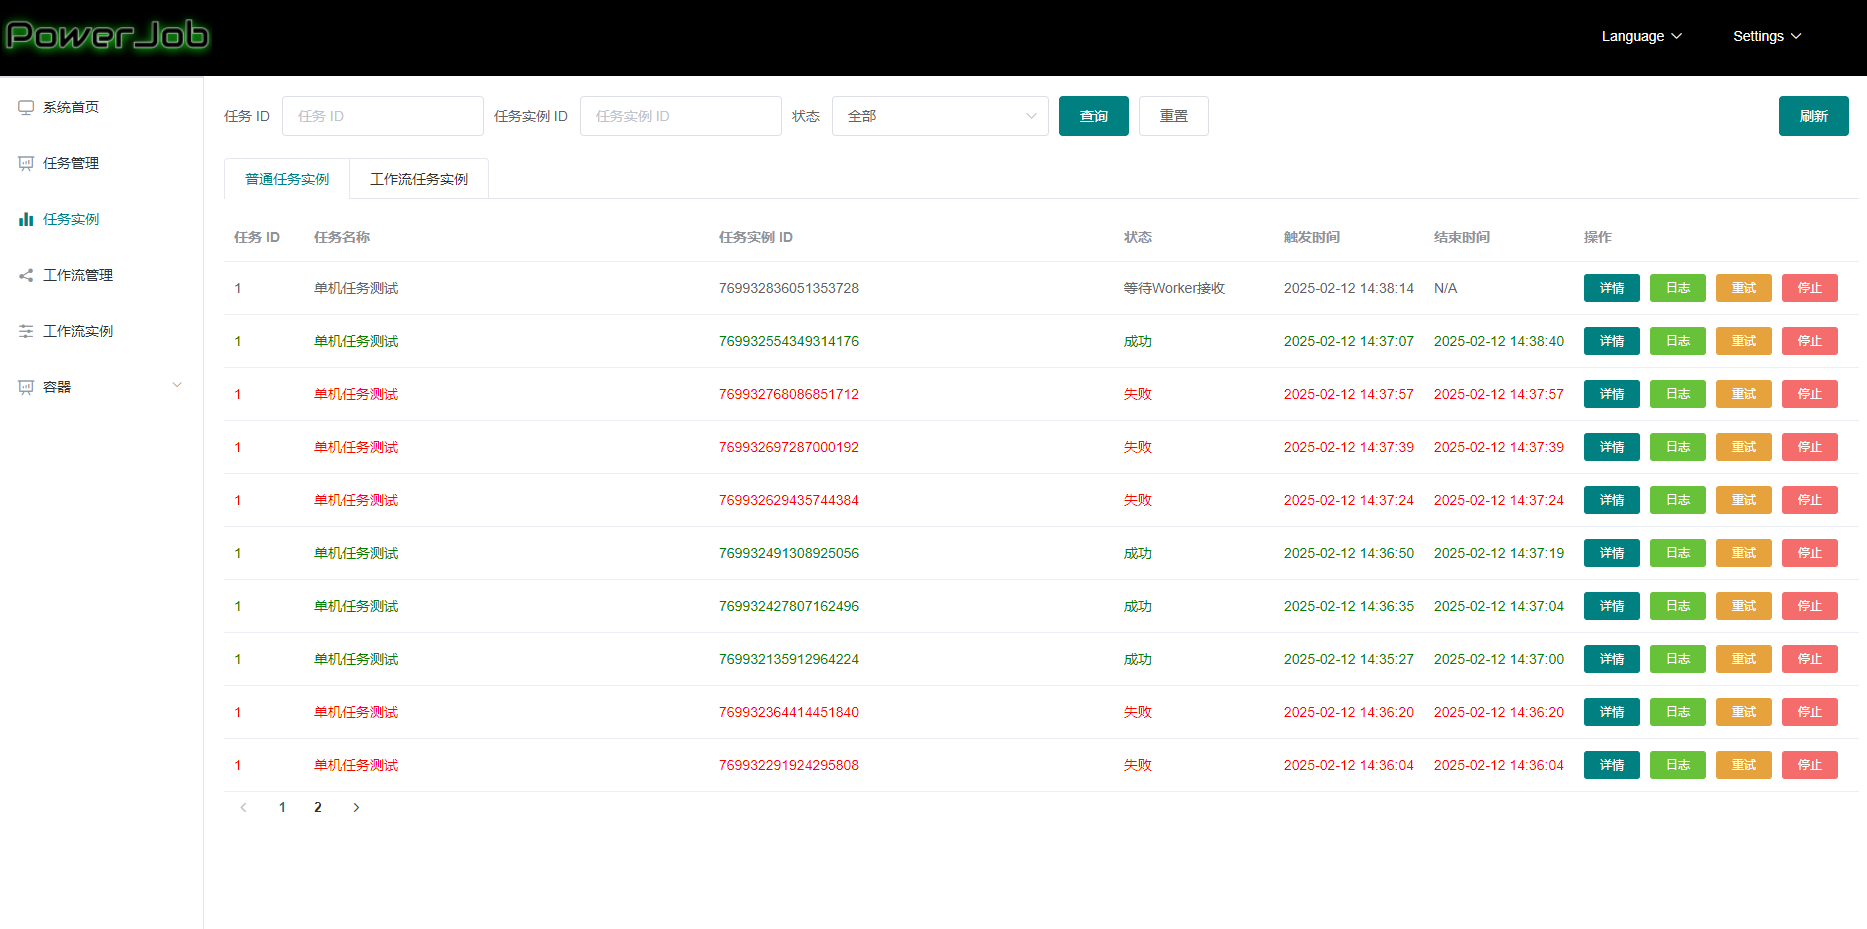 PowerJob
Language
Settings
系统首页
任务管理
任务实例
工作流管理
工作流实例
容器
任务 ID 任务 ID 任务实例 ID 任务实例 ID 状态 全部 查询 重置 刷新
普通任务实例 工作流任务实例
任务 ID 任务名称 任务实例 ID 状态 触发时间 结束时间 操作
1 单机任务测试 769932836051353728 等待Worker接收 2025-02-12 14:38:14 N/A 详情 日志 重试 停止
1 单机任务测试 769932554349314176 成功 2025-02-12 14:37:07 2025-02-12 14:38:40 详情 日志 重试 停止
1 单机任务测试 769932768086851712 失败 2025-02-12 14:37:57 2025-02-12 14:37:57 详情 日志 重试 停止
1 单机任务测试 769932697287000192 失败 2025-02-12 14:37:39 2025-02-12 14:37:39 详情 日志 重试 停止
1 单机任务测试 769932629435744384 失败 2025-02-12 14:37:24 2025-02-12 14:37:24 详情 日志 重试 停止
1 单机任务测试 769932491308925056 成功 2025-02-12 14:36:50 2025-02-12 14:37:19 详情 日志 重试 停止
1 单机任务测试 769932427807162496 成功 2025-02-12 14:36:35 2025-02-12 14:37:04 详情 日志 重试 停止
1 单机任务测试 769932135912964224 成功 2025-02-12 14:35:27 2025-02-12 14:37:00 详情 日志 重试 停止
1 单机任务测试 769932364414451840 失败 2025-02-12 14:36:20 2025-02-12 14:36:20 详情 日志 重试 停止
1 单机任务测试 769932291924295808 失败 2025-02-12 14:36:04 2025-02-12 14:36:04 详情 日志 重试 停止
1 2